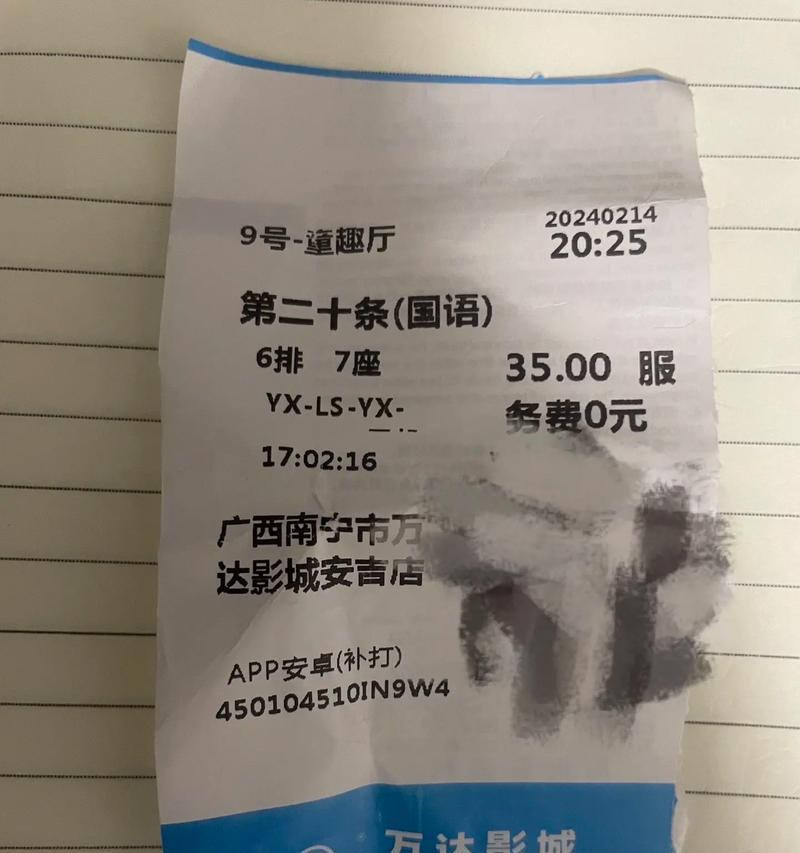 20240214
9号-童趣厅 20:25
第二十条(国语)
6排 7座 35.00 服
YX-LS-YX- 务费0元
17:02:16
广西南宁市万
达影城安吉店
APP安卓(补打)
450104510IN9W4
万达影城